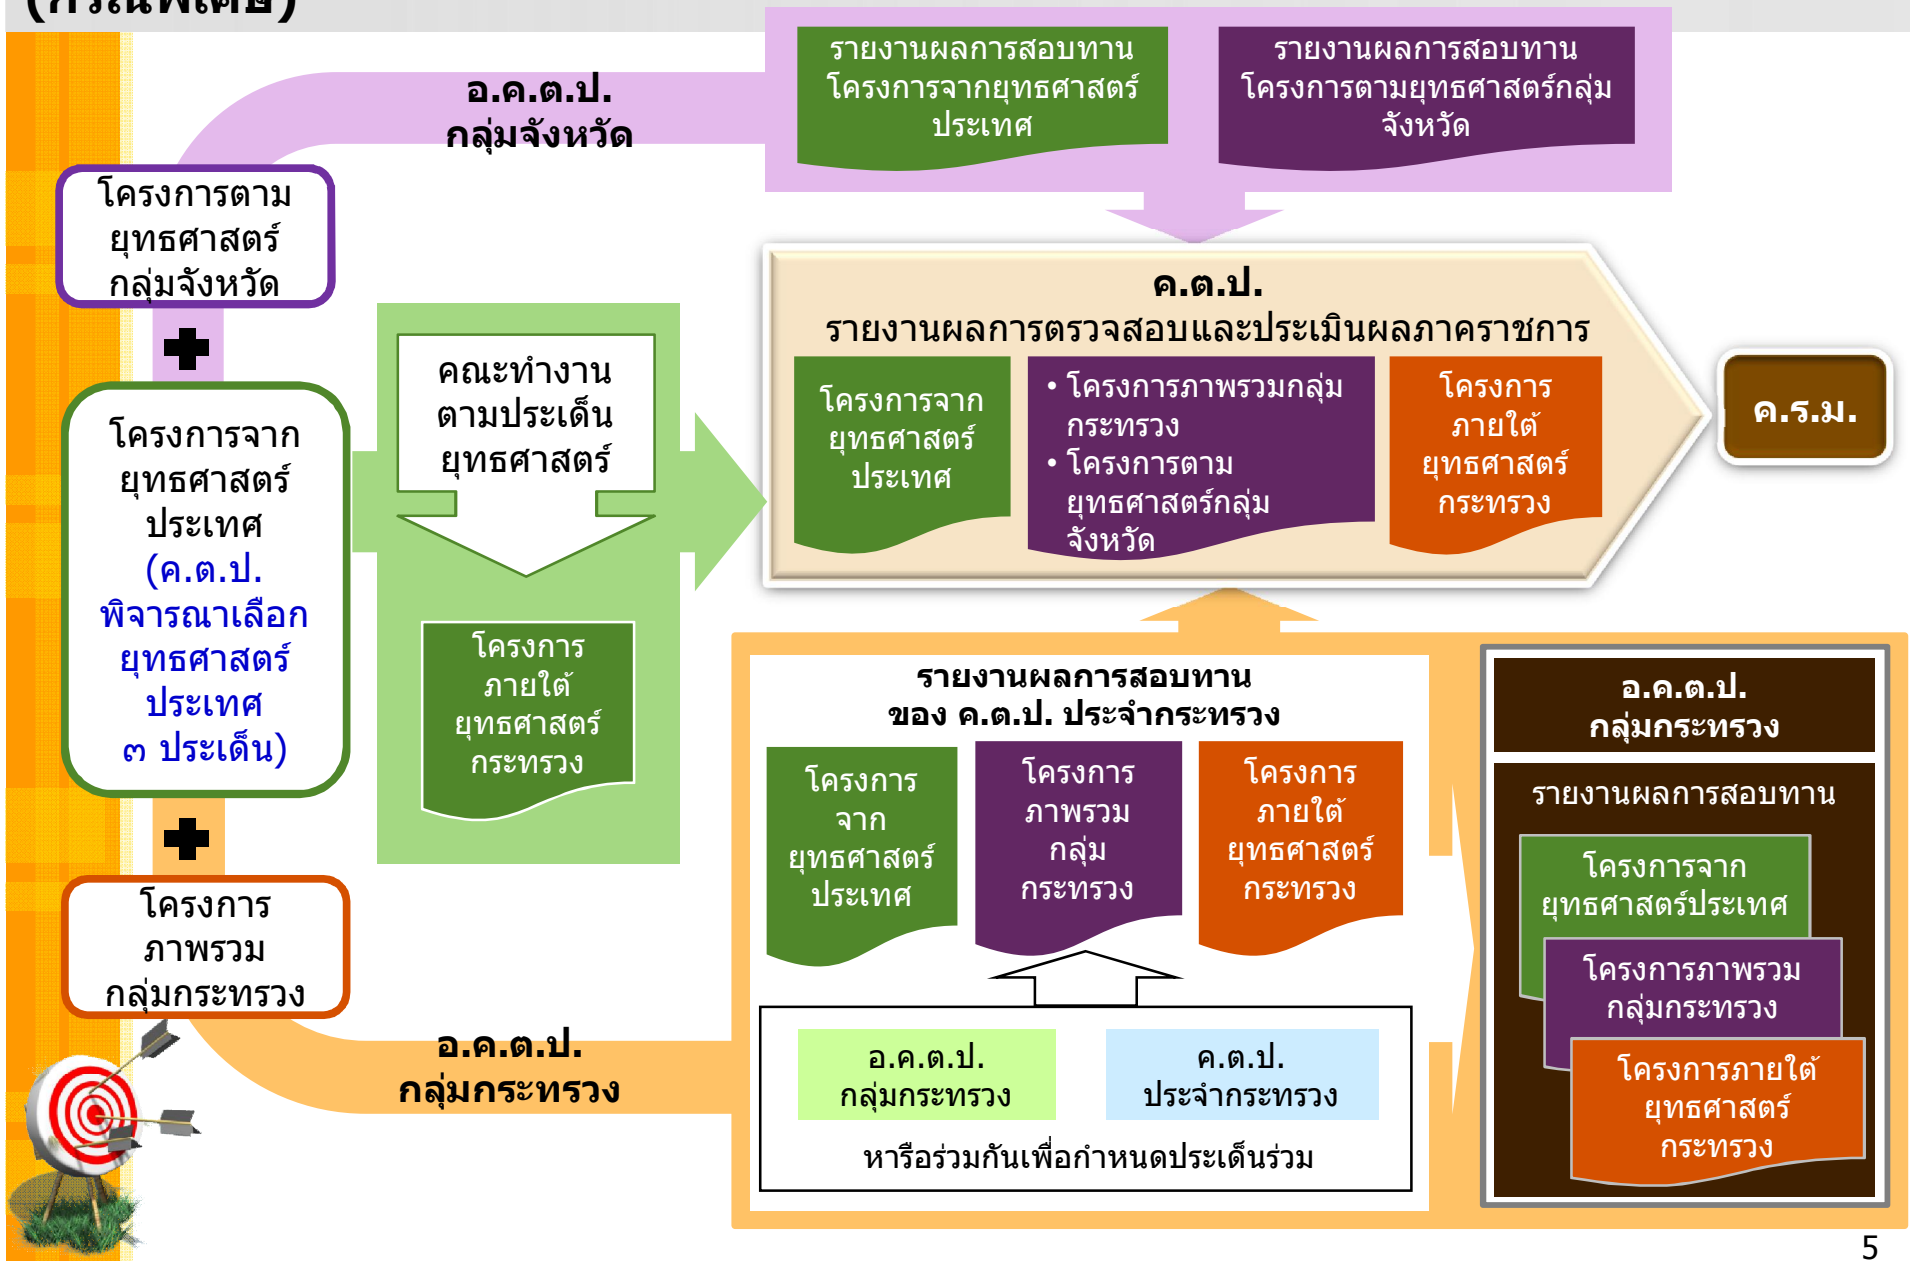 (กรณีพิเศษ)
อ.ค.ต.ป.
กลุ่มจังหวัด
รายงานผลการสอบทาน
โครงการจากยุทธศาสตร์
ประเทศ
รายงานผลการสอบทาน
โครงการตามยุทธศาสตร์กลุ่ม
จังหวัด
โครงการตาม
ยุทธศาสตร์
กลุ่มจังหวัด
โครงการจาก
ยุทธศาสตร์
ประเทศ
(ค.ต.ป.
พิจารณาเลือก
ยุทธศาสตร์
ประเทศ
๓ ประเด็น)
โครงการ
ภาพรวม
กลุ่มกระทรวง
คณะทำงาน
ตามประเด็น
ยุทธศาสตร์
โครงการ
ภายใต้
ยุทธศาสตร์
กระทรวง
ค.ต.ป.
รายงานผลการตรวจสอบและประเมินผลภาคราชการ
โครงการจาก
ยุทธศาสตร์
ประเทศ
• โครงการภาพรวมกลุ่ม
กระทรวง
• โครงการตาม
ยุทธศาสตร์กลุ่ม
จังหวัด
โครงการ
ภายใต้
ยุทธศาสตร์
กระทรวง
ค.ร.ม.
อ.ค.ต.ป.
กลุ่มกระทรวง
รายงานผลการสอบทาน
ของ ค.ต.ป. ประจำกระทรวง
โครงการ
จาก
ยุทธศาสตร์
ประเทศ
โครงการ
ภาพรวม
กลุ่ม
กระทรวง
โครงการ
ภายใต้
ยุทธศาสตร์
กระทรวง
อ.ค.ต.ป.
กลุ่มกระทรวง
ค.ต.ป.
ประจำกระทรวง
หารือร่วมกันเพื่อกำหนดประเด็นร่วม
อ.ค.ต.ป.
กลุ่มกระทรวง
รายงานผลการสอบทาน
โครงการจาก
ยุทธศาสตร์ประเทศ
โครงการภาพรวม
กลุ่มกระทรวง
โครงการภายใต้
ยุทธศาสตร์
กระทรวง
5